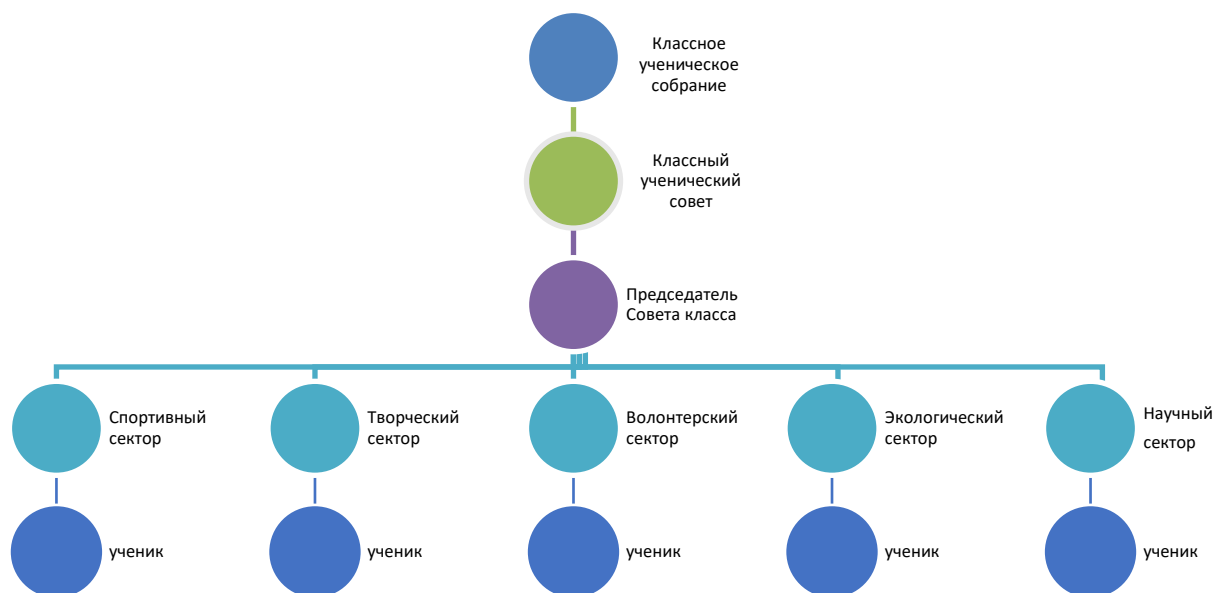 Классное
ученическое
собрание
Классный
ученический
совет
Председатель
Совета класса
Спортивный
сектор
Творческий
сектор
Волонтерский
сектор
Экологический
сектор
Научный
сектор
ученик
ученик
ученик
ученик
ученик